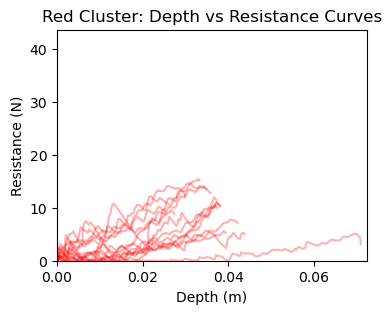 Red Cluster: Depth vs Resistance Curves
Resistance (N)
40
30
20
10
0
0.00 0.02 0.04 0.06
Depth (m)